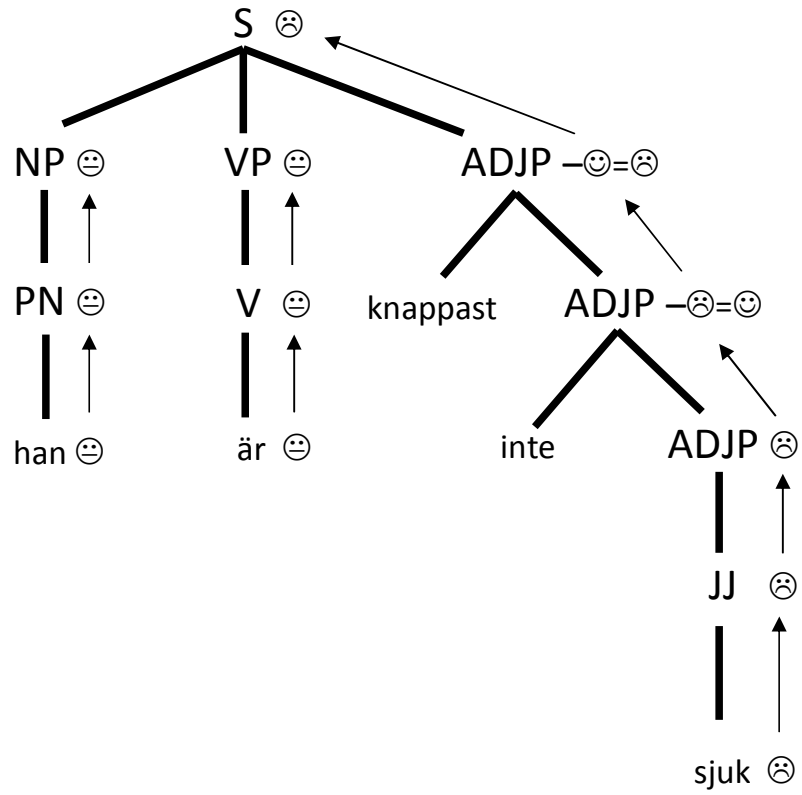 S ☹
NP 😐 VP 😐 ADJP –☺=☹
PN 😐 V 😐 knappast ADJP –☹=☺
han 😐 är 😐 inte ADJP ☹
JJ ☹
sjuk ☹